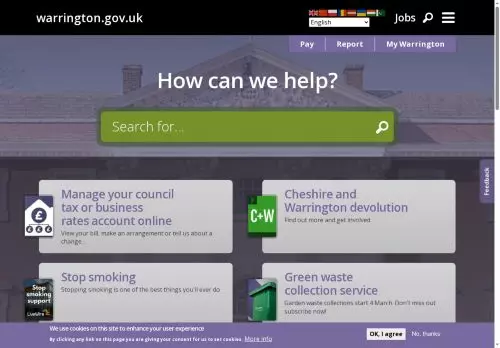 warrington.gov.uk
English
Jobs
Pay
Report
My Warrington
How can we help?
Search for...
Feedback
Manage your council
tax or business
rates account online
View your bill, make an arrangement or tell us about a
change.
C+W
Cheshire and
Warrington devolution
Find out more and get involved
Stop
smoking
support
LiveWire
Stop smoking
Stopping smoking is one of the best things you'll ever do
Green waste
collection service
Garden waste collections start 4 March. Don't miss out
subscribe now!
We use cookies on this site to enhance your user experience
By clicking any link on this page you are giving your consent for us to set cookies. More info
OK, I agree
No, thanks